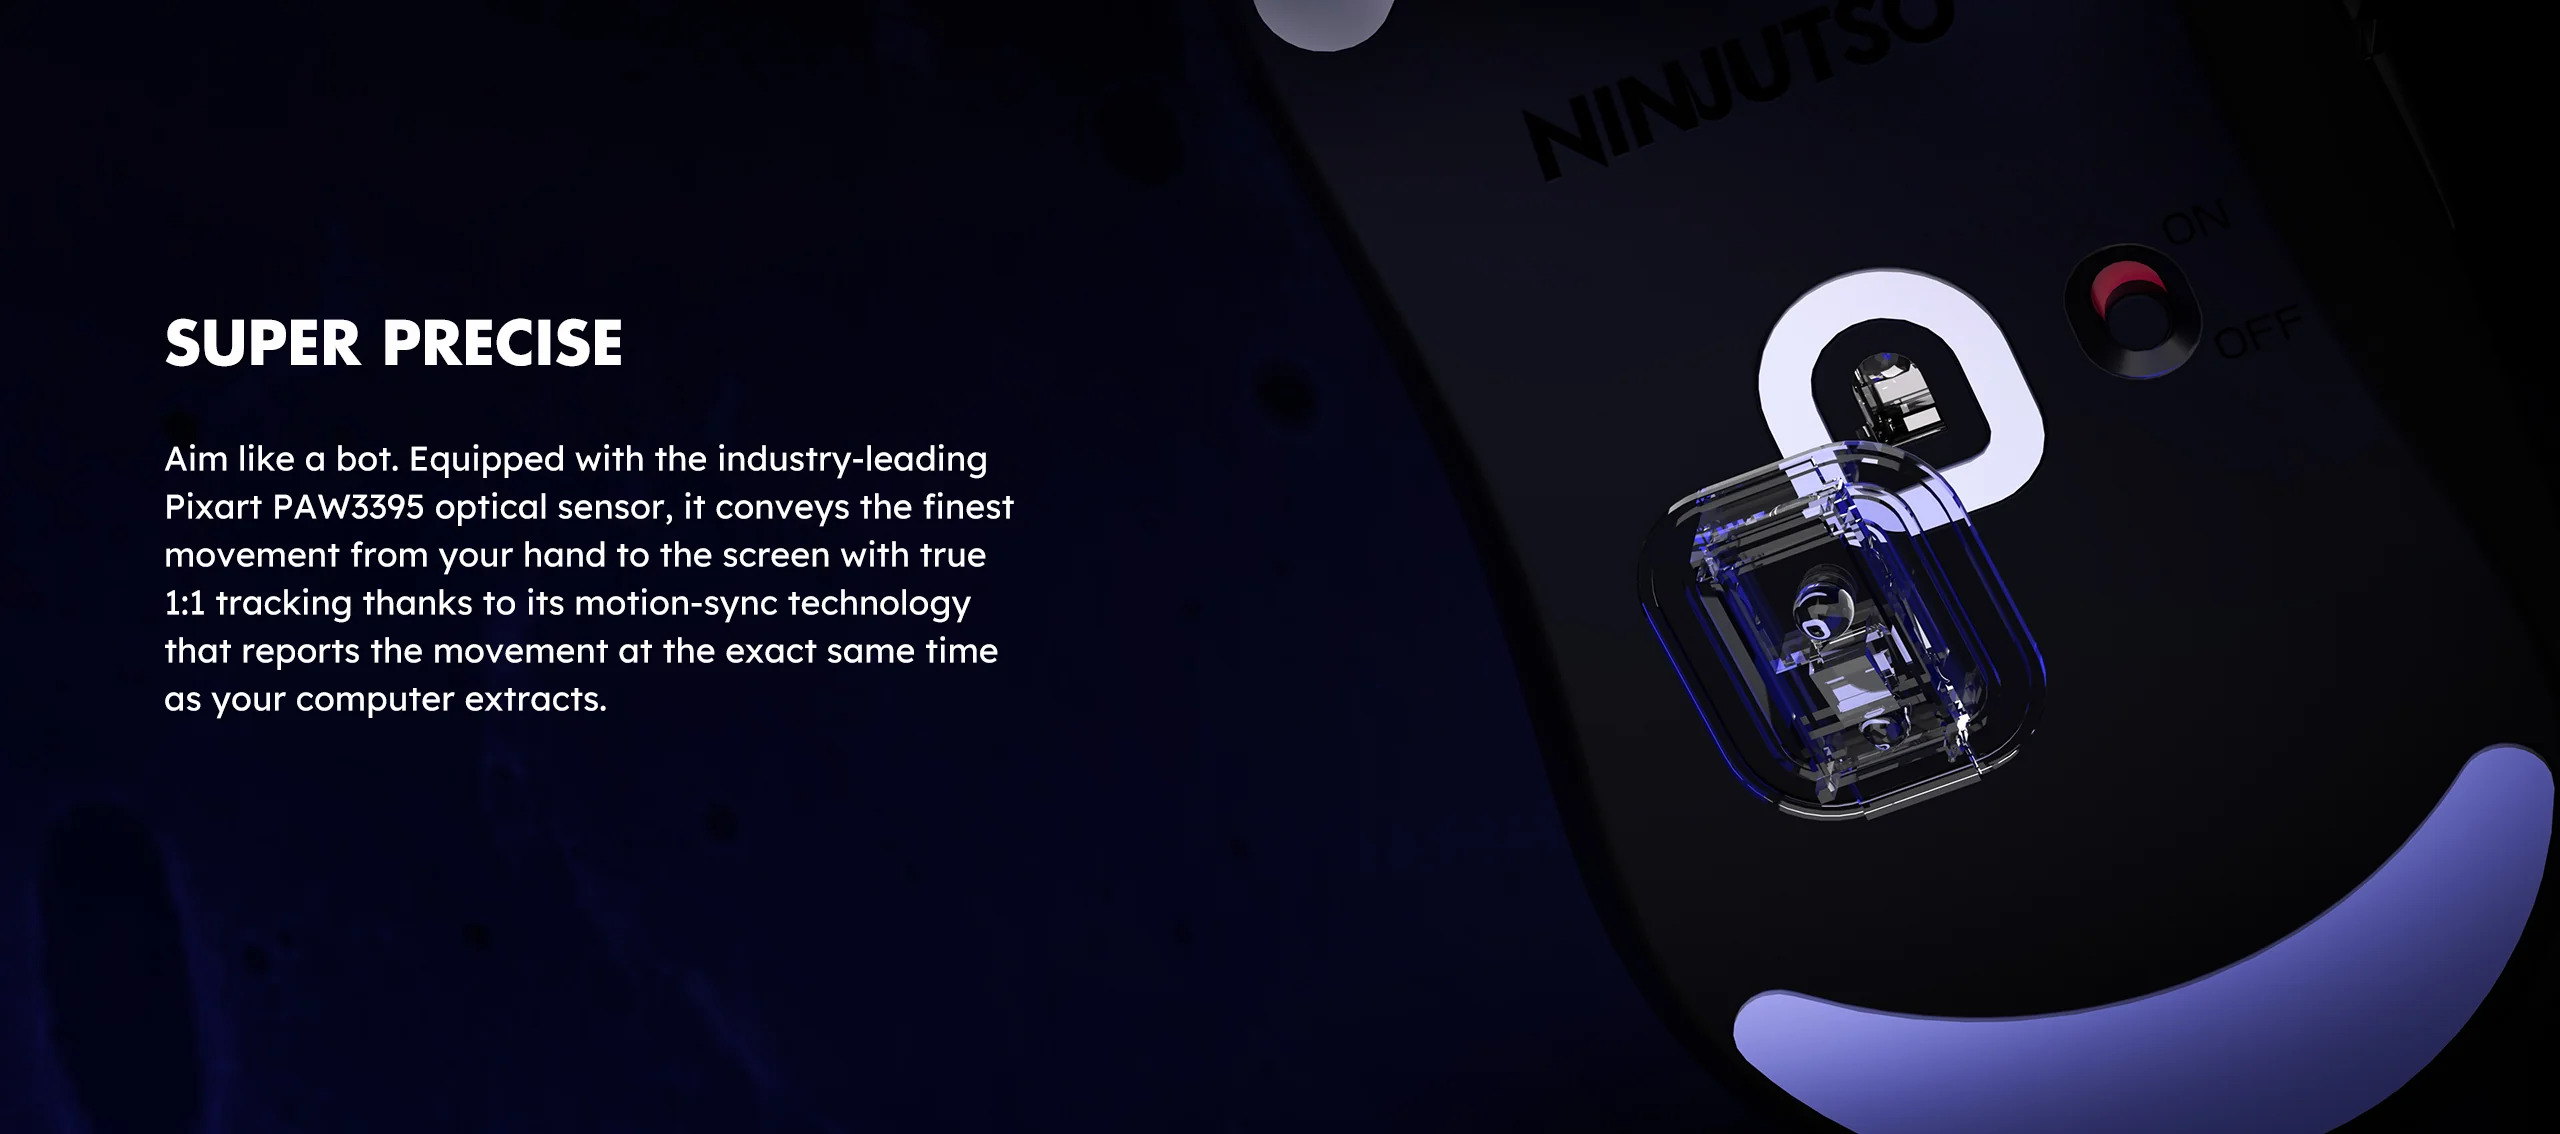 SUPER PRECISE
Aim like a bot. Equipped with the industry-leading
Pixart PAW3395 optical sensor, it conveys the finest
movement from your hand to the screen with true
1:1 tracking thanks to its motion-sync technology
that reports the movement at the exact same time
as your computer extracts.
NINJUTSO
ON
OFF